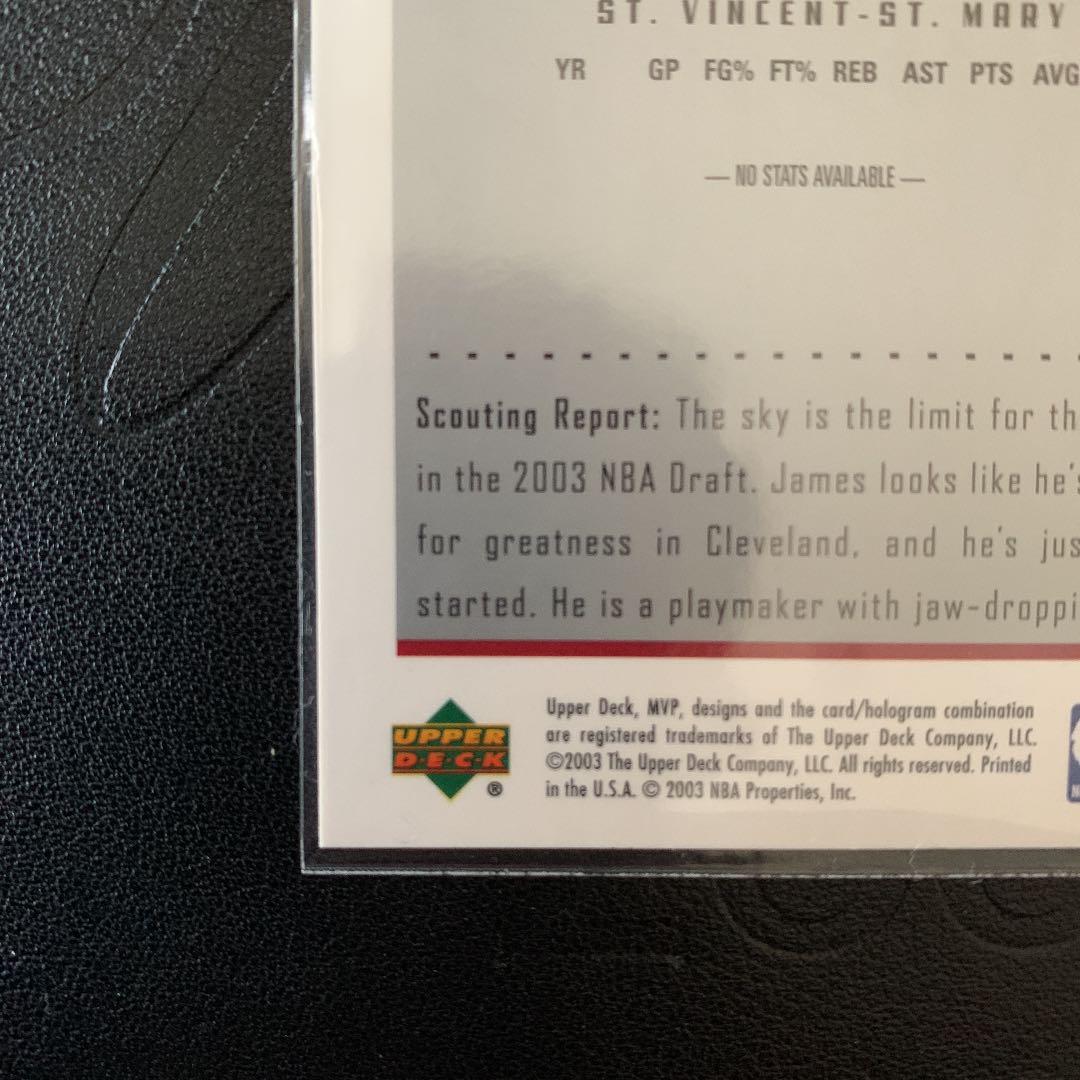 ST. VINCENT-ST. MARY
YR GP FG% FT% REB AST PTS AVG
— NO STATS AVAILABLE —
Scouting Report: The sky is the limit for th
in the 2003 NBA Draft. James looks like he's
for greatness in Cleveland, and he's jus
started. He is a playmaker with jaw-droppi
UPPER
D·E·C·K
®
Upper Deck, MVP, designs and the card/hologram combination
are registered trademarks of The Upper Deck Company, LLC.
©2003 The Upper Deck Company, LLC. All rights reserved. Printed
in the U.S.A. © 2003 NBA Properties, Inc.